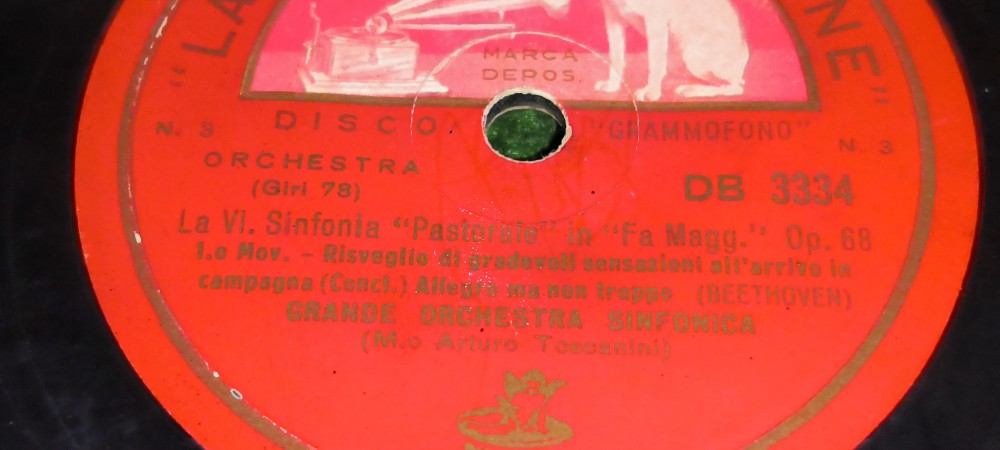 "LA
NE"
MARCA
DEPOS.
N. 3 DISCO "GRAMMOFONO" N. 3
ORCHESTRA
(Giri 78)
DB 3334
La VI. Sinfonia "Pastorale" in "Fa Magg." Op. 68
1.o Mov. - Risveglio di gradevoli sensazioni all'arrivo in
campagna (Concl.) Allegro ma non troppo (BEETHOVEN)
GRANDE ORCHESTRA SINFONICA
(M.o Arturo Toscanini)